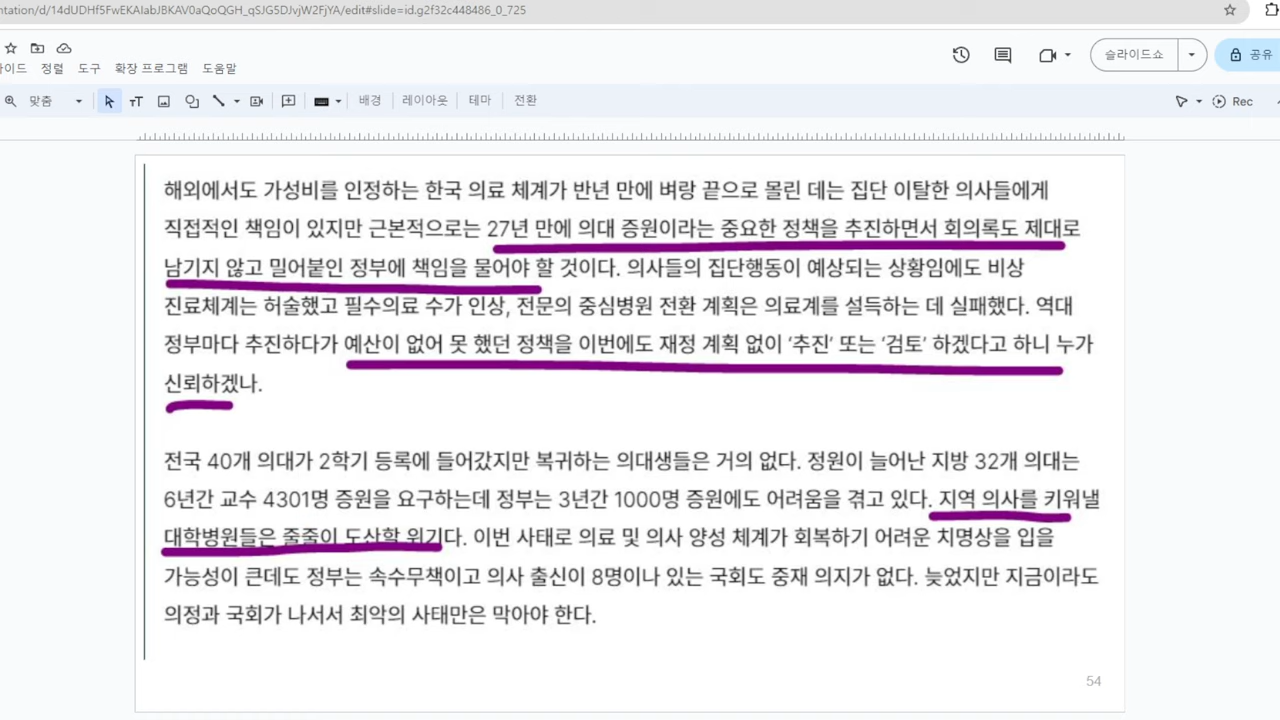 ntation/d/14dUDHf5FwEKAIabJBKAV0aQoQGH_qSJG5DJvjW2FjYA/edit#slide=id.g2f32c448486_0_725
이드 정렬 도구 확장 프로그램 도움말
슬라이드쇼
공유
맞춤
배경 레이아웃 테마 전환
Rec
해외에서도 가성비를 인정하는 한국 의료 체계가 반년 만에 벼랑 끝으로 몰린 데는 집단 이탈한 의사들에게
직접적인 책임이 있지만 근본적으로는 27년 만에 의대 증원이라는 중요한 정책을 추진하면서 회의록도 제대로
남기지 않고 밀어붙인 정부에 책임을 물어야 할 것이다. 의사들의 집단행동이 예상되는 상황임에도 비상
진료체계는 허술했고 필수의료 수가 인상, 전문의 중심병원 전환 계획은 의료계를 설득하는 데 실패했다. 역대
정부마다 추진하다가 예산이 없어 못 했던 정책을 이번에도 재정 계획 없이 ‘추진’ 또는 ‘검토’ 하겠다고 하니 누가
신뢰하겠나.
전국 40개 의대가 2학기 등록에 들어갔지만 복귀하는 의대생들은 거의 없다. 정원이 늘어난 지방 32개 의대는
6년간 교수 4301명 증원을 요구하는데 정부는 3년간 1000명 증원에도 어려움을 겪고 있다. 지역 의사를 키워낼
대학병원들은 줄줄이 도산할 위기다. 이번 사태로 의료 및 의사 양성 체계가 회복하기 어려운 치명상을 입을
가능성이 큰데도 정부는 속수무책이고 의사 출신이 8명이나 있는 국회도 중재 의지가 없다. 늦었지만 지금이라도
의정과 국회가 나서서 최악의 사태만은 막아야 한다.
54